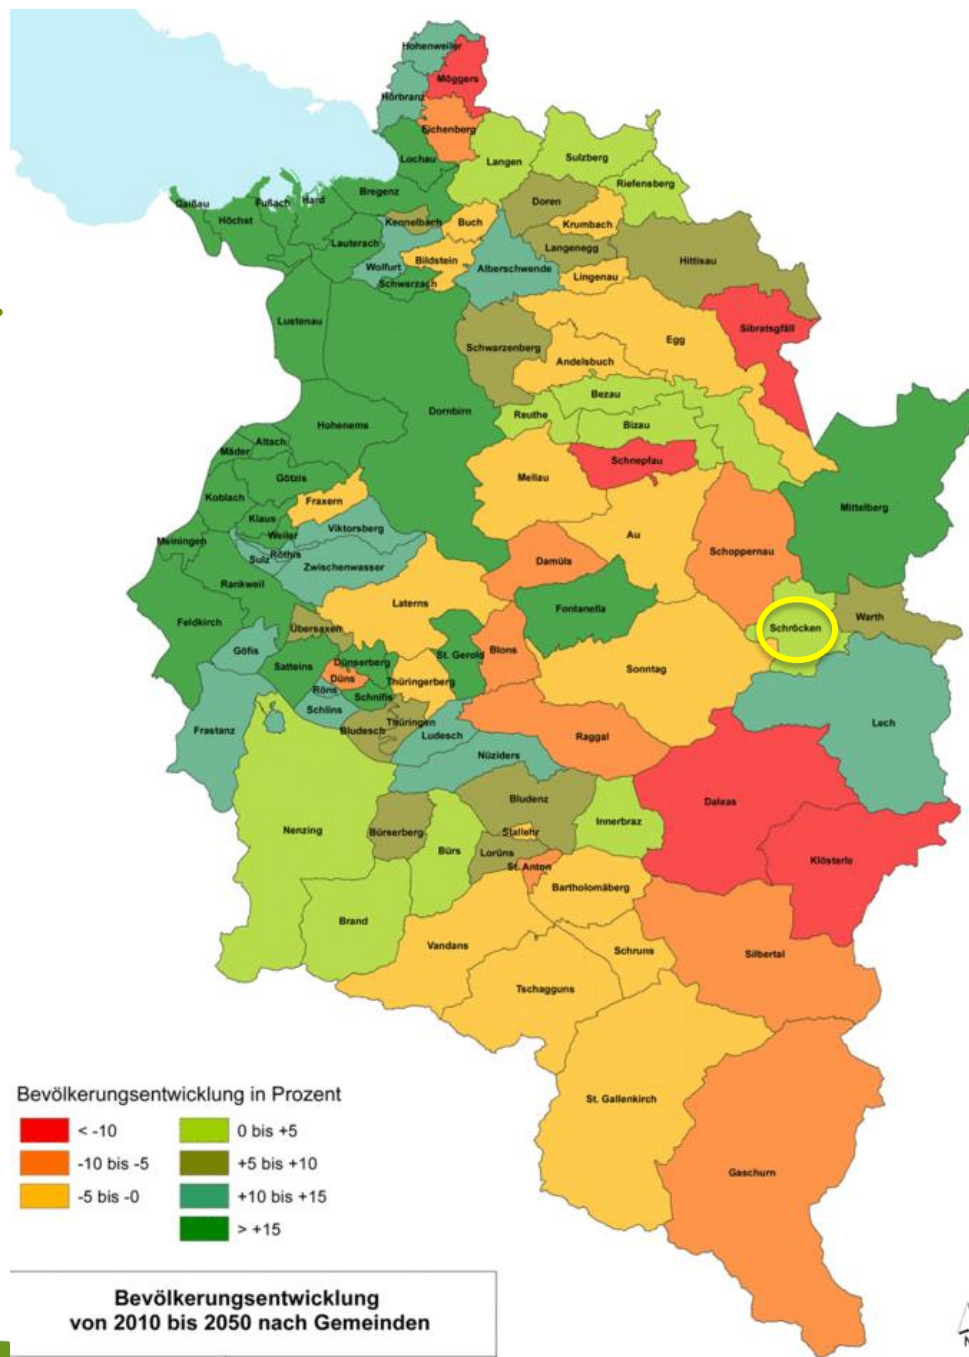 Hohenweiler
Möggers
Hörbranz
Eichenberg
Lochau
Langen
Sulzberg
Riefensberg
Bregenz
Gaißau
Fußach
Hard
Höchst
Kennelbach
Buch
Doren
Krumbach
Lauterach
Wolfurt
Bildstein
Langenegg
Hittisau
Schwarzach
Alberschwende
Lingenau
Lustenau
Sibratsgfäll
Schwarzenberg
Egg
Andelsbuch
Bezau
Dornbirn
Reuthe
Bizau
Hohenems
Altach
Mäder
Schnepfau
Götzis
Mellau
Koblach
Fraxern
Mittelberg
Klaus
Viktorsberg
Weiler
Au
Meiningen
Röthis
Sulz
Schoppernau
Zwischenwasser
Damüls
Rankweil
Laterns
Fontanella
Warth
Feldkirch
Übersaxen
Schröcken
Göfis
Satteins
Dünserberg
St. Gerold
Blons
Düns
Thüringerberg
Sonntag
Röns
Schnifis
Schlins
Thüringen
Lech
Frastanz
Bludesch
Ludesch
Raggal
Nüziders
Bludenz
Dalaas
Nenzing
Bürserberg
Stallehr
Innerbraz
Bürs
Lorüns
St. Anton
Klösterle
Bartholomäberg
Brand
Vandans
Schruns
Silbertal
Tschagguns
St. Gallenkirch
Gaschurn
Bevölkerungsentwicklung in Prozent
< -10
-10 bis -5
-5 bis -0
0 bis +5
+5 bis +10
+10 bis +15
> +15
Bevölkerungsentwicklung
von 2010 bis 2050 nach Gemeinden
N